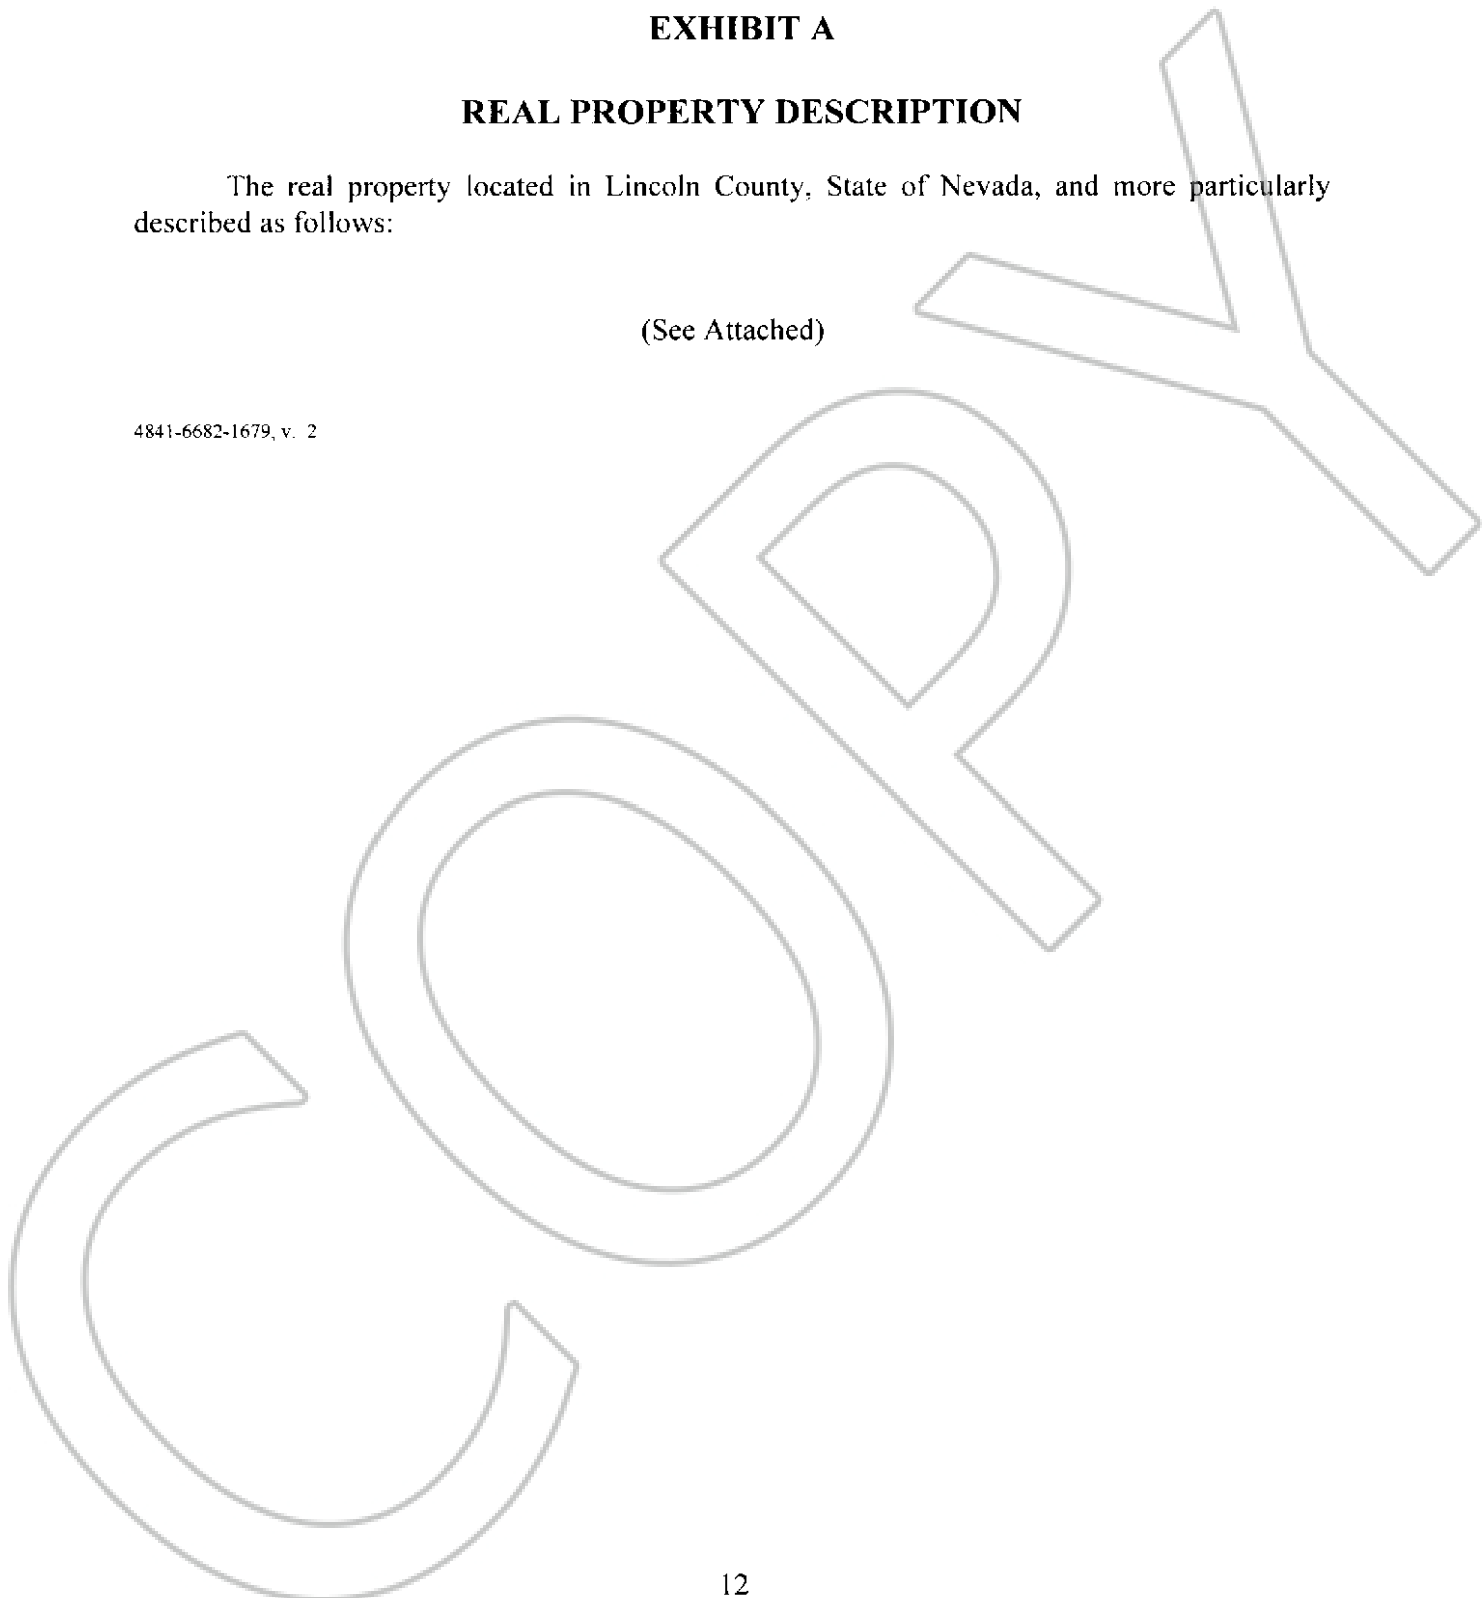 EXHIBIT A
REAL PROPERTY DESCRIPTION
The real property located in Lincoln County, State of Nevada, and more particularly
described as follows:
(See Attached)
4841-6682-1679, v. 2
COPY
12